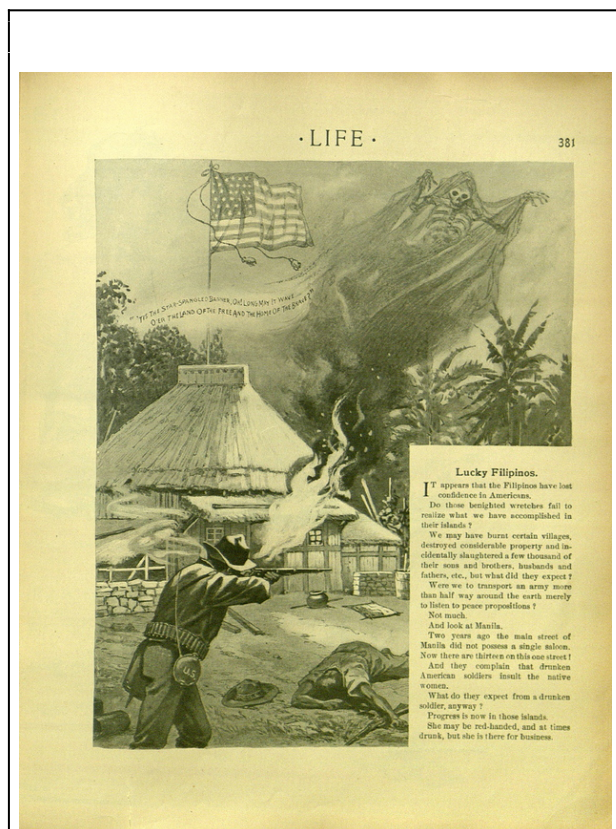 · LIFE ·
381
"'YES THE STAR-SPANGLED BANNER, OH! LONG MAY IT WAVE
O'ER THE LAND OF THE FREE AND THE HOME OF THE BRAVE!'"
U.S.
Lucky Filipinos.
IT appears that the Filipinos have lost
confidence in Americans.
Do those benighted wretches fail to
realize what we have accomplished in
their islands ?
We may have burnt certain villages,
destroyed considerable property and in-
cidentally slaughtered a few thousand of
their sons and brothers, husbands and
fathers, etc., but what did they expect ?
Were we to transport an army more
than half way around the earth merely
to listen to peace propositions ?
Not much.
And look at Manila.
Two years ago the main street of
Manila did not possess a single saloon.
Now there are thirteen on this one street !
And they complain that drunken
American soldiers insult the native
women.
What do they expect from a drunken
soldier, anyway ?
Progress is now in those islands.
She may be red-handed, and at times
drunk, but she is there for business.